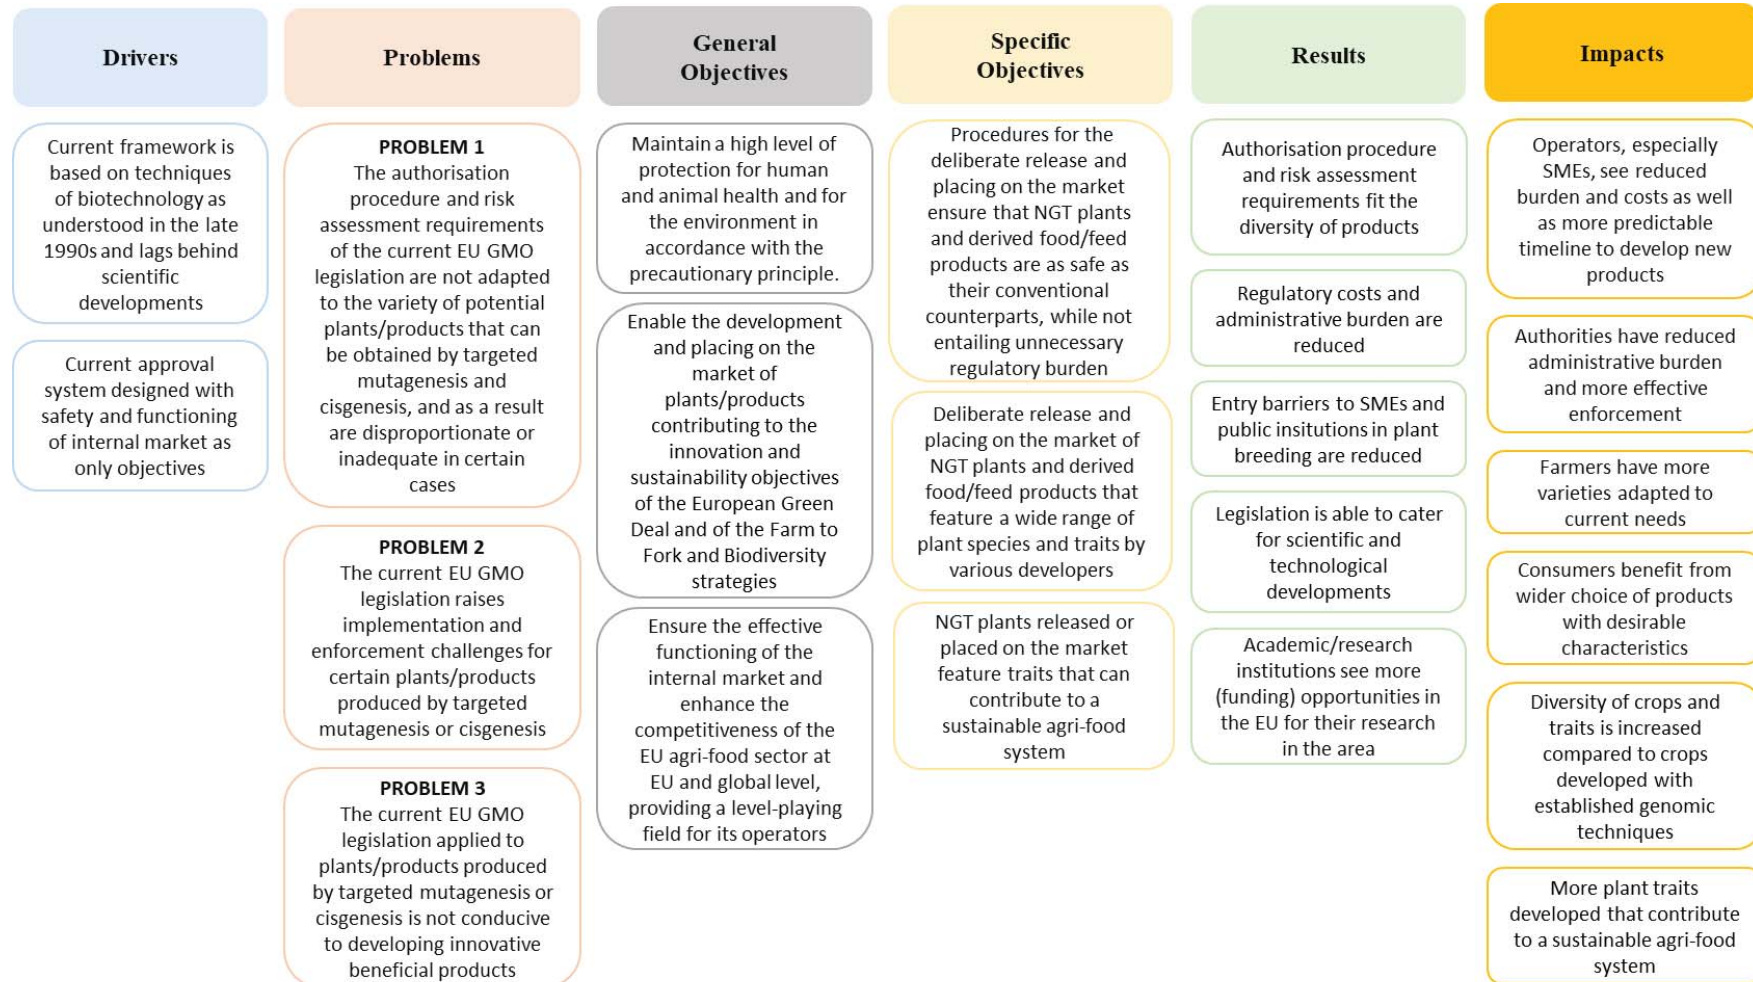 Drivers
Current framework is
based on techniques
of biotechnology as
understood in the late
1990s and lags behind
scientific
developments
Current approval
system designed with
safety and functioning
of internal market as
only objectives
Problems
PROBLEM 1
The authorisation
procedure and risk
assessment requirements
of the current EU GMO
legislation are not adapted
to the variety of potential
plants/products that can
be obtained by targeted
mutagenesis and
cisgenesis, and as a result
are disproportionate or
inadequate in certain
cases
PROBLEM 2
The current EU GMO
legislation raises
implementation and
enforcement challenges for
certain plants/products
produced by targeted
mutagenesis or cisgenesis
PROBLEM 3
The current EU GMO
legislation applied to
plants/products produced
by targeted mutagenesis or
cisgenesis is not conducive
to developing innovative
beneficial products
General
Objectives
Maintain a high level of
protection for human
and animal health and for
the environment in
accordance with the
precautionary principle.
Enable the development
and placing on the
market of
plants/products
contributing to the
innovation and
sustainability objectives
of the European Green
Deal and of the Farm to
Fork and Biodiversity
strategies
Ensure the effective
functioning of the
internal market and
enhance the
competitiveness of the
EU agri-food sector at
EU and global level,
providing a level-playing
field for its operators
Specific
Objectives
Procedures for the
deliberate release and
placing on the market
ensure that NGT plants
and derived food/feed
products are as safe as
their conventional
counterparts, while not
entailing unnecessary
regulatory burden
Deliberate release and
placing on the market of
NGT plants and derived
food/feed products that
feature a wide range of
plant species and traits by
various developers
NGT plants released or
placed on the market
feature traits that can
contribute to a
sustainable agri-food
system
Results
Authorisation procedure
and risk assessment
requirements fit the
diversity of products
Regulatory costs and
administrative burden are
reduced
Entry barriers to SMEs and
public insitutions in plant
breeding are reduced
Legislation is able to cater
for scientific and
technological
developments
Academic/research
institutions see more
(funding) opportunities in
the EU for their research
in the area
Impacts
Operators, especially
SMEs, see reduced
burden and costs as well
as more predictable
timeline to develop new
products
Authorities have reduced
administrative burden
and more effective
enforcement
Farmers have more
varieties adapted to
current needs
Consumers benefit from
wider choice of products
with desirable
characteristics
Diversity of crops and
traits is increased
compared to crops
developed with
established genomic
techniques
More plant traits
developed that contribute
to a sustainable agri-food
system